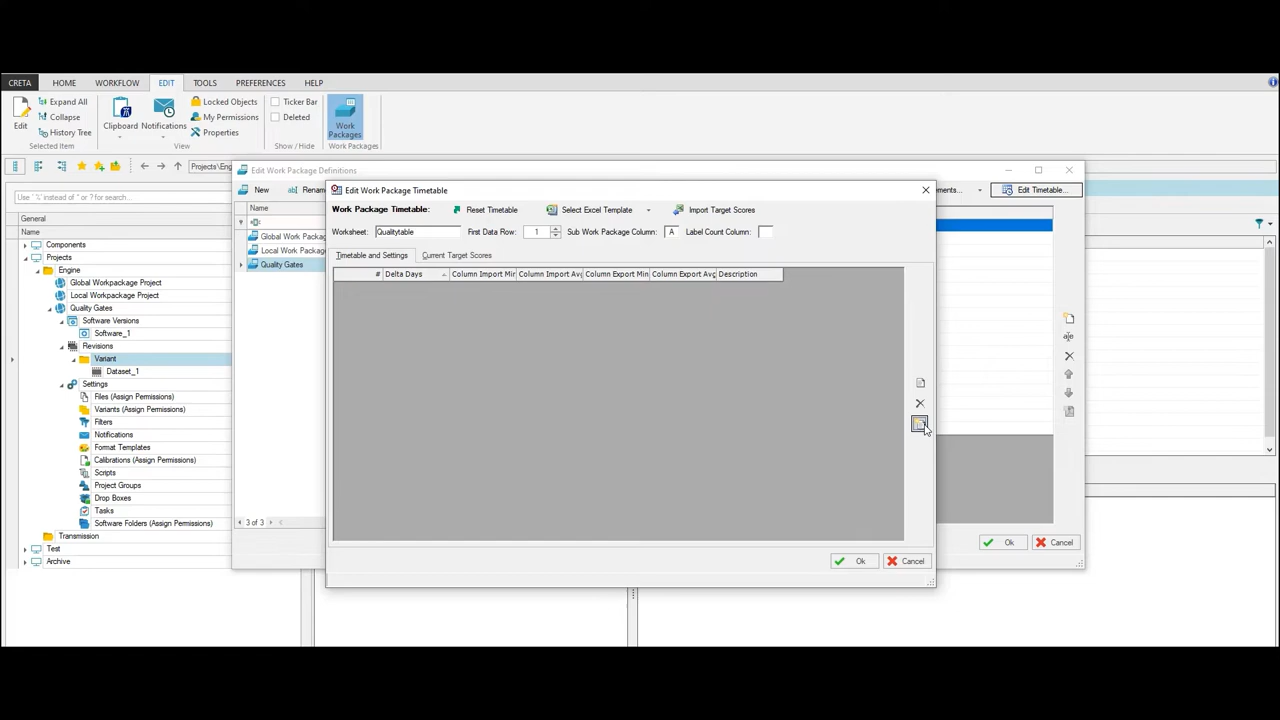 CRETA HOME WORKFLOW EDIT TOOLS PREFERENCES HELP
Edit
Expand All
Collapse
History Tree
Selected Item
Clipboard
Notifications
Locked Objects
My Permissions
Properties
View
Ticker Bar
Deleted
Show / Hide
Work
Packages
Work Packages
Projects\Eng
Use '%' instead of * or ? for search...
General
Name
Components
Projects
Engine
Global Workpackage Project
Local Workpackage Project
Quality Gates
Software Versions
Software_1
Revisions
Variant
Dataset_1
Settings
Files (Assign Permissions)
Variants (Assign Permissions)
Filters
Notifications
Format Templates
Calibrations (Assign Permissions)
Scripts
Project Groups
Drop Boxes
Tasks
Software Folders (Assign Permissions)
Transmission
Test
Archive
Edit Work Package Definitions
New
Renam
ements...
Edit Timetable...
Name
Global Work Package
Local Work Packag
Quality Gates
3 of 3
Ok
Cancel
Edit Work Package Timetable
Work Package Timetable: Reset Timetable Select Excel Template Import Target Scores
Worksheet: Qualitytable First Data Row: 1 Sub Work Package Column: A Label Count Column:
Timetable and Settings Current Target Scores
# Delta Days Column Import Mir Column Import Avg Column Export Min Column Export Avg Description
Ok Cancel